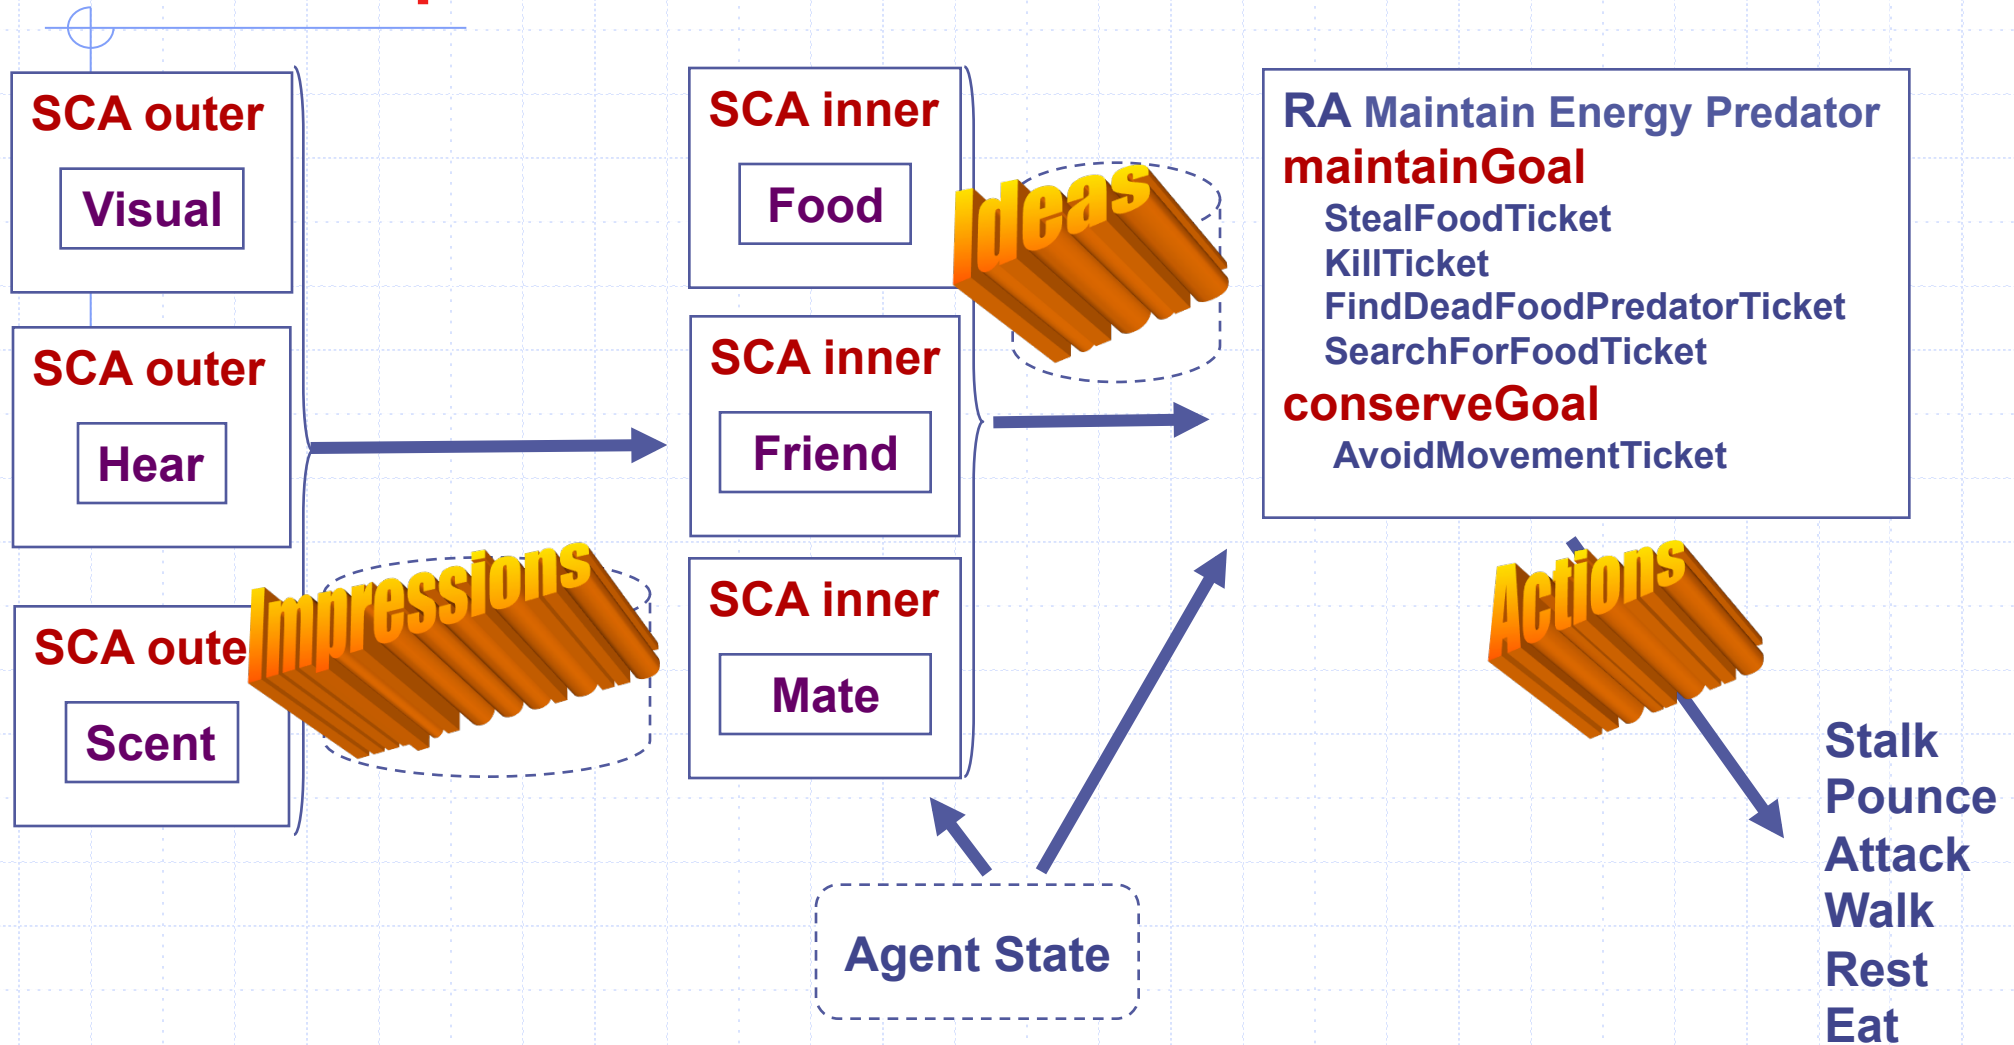 SCA outer
Visual
SCA outer
Hear
SCA oute
Scent
Impressions
SCA inner
Food
SCA inner
Friend
SCA inner
Mate
Ideas
Agent State
RA Maintain Energy Predator
maintainGoal
StealFoodTicket
KillTicket
FindDeadFoodPredatorTicket
SearchForFoodTicket
conserveGoal
AvoidMovementTicket
Actions
Stalk
Pounce
Attack
Walk
Rest
Eat